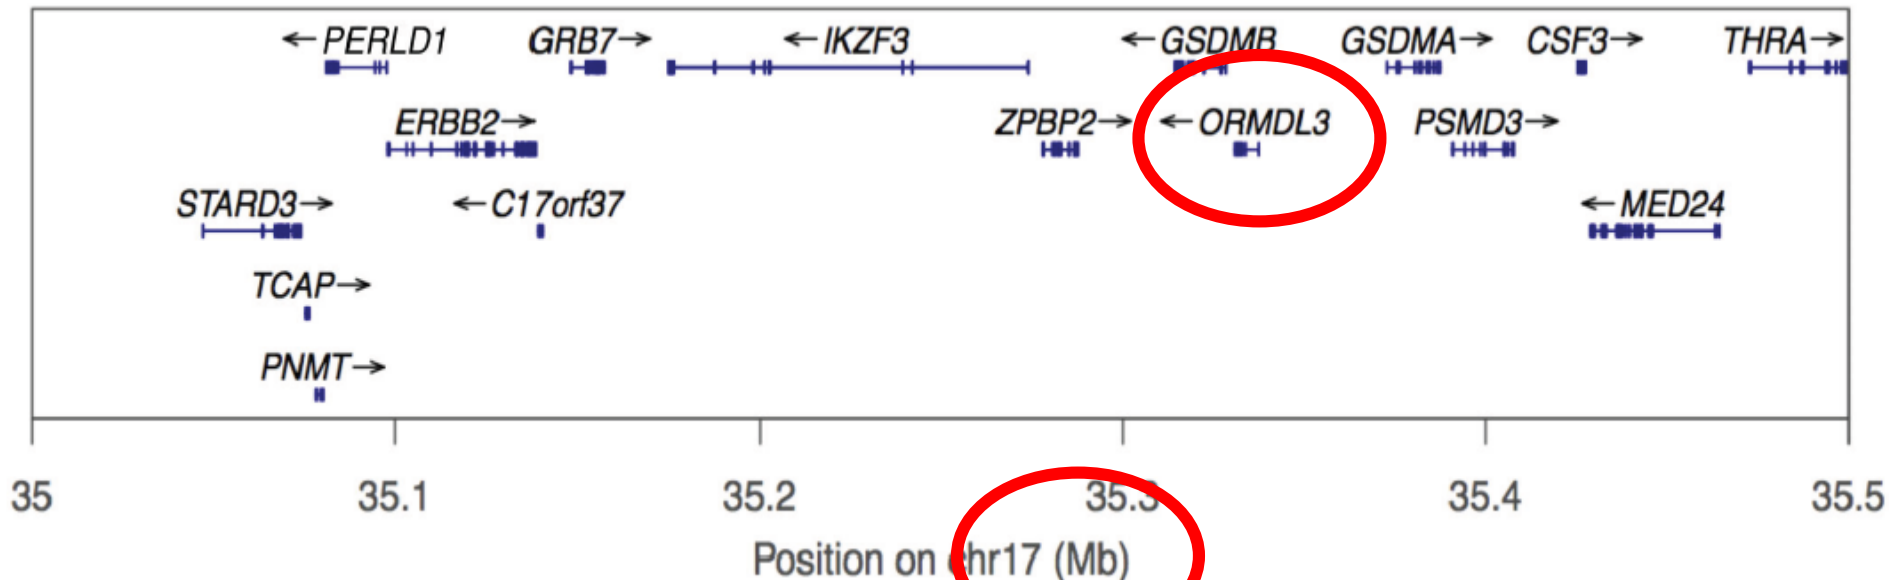 ←PERLD1 GRB7→ ←IKZF3 ←GSDMB GSDMA→ CSF3→ THRA→
ERBB2→ ZPBP2→ ←ORMDL3 PSMD3→
STARD3→ ←C17orf37 ←MED24
TCAP→
PNMT→
35 35.1 35.2 35.3 35.4 35.5
Position on chr17 (Mb)